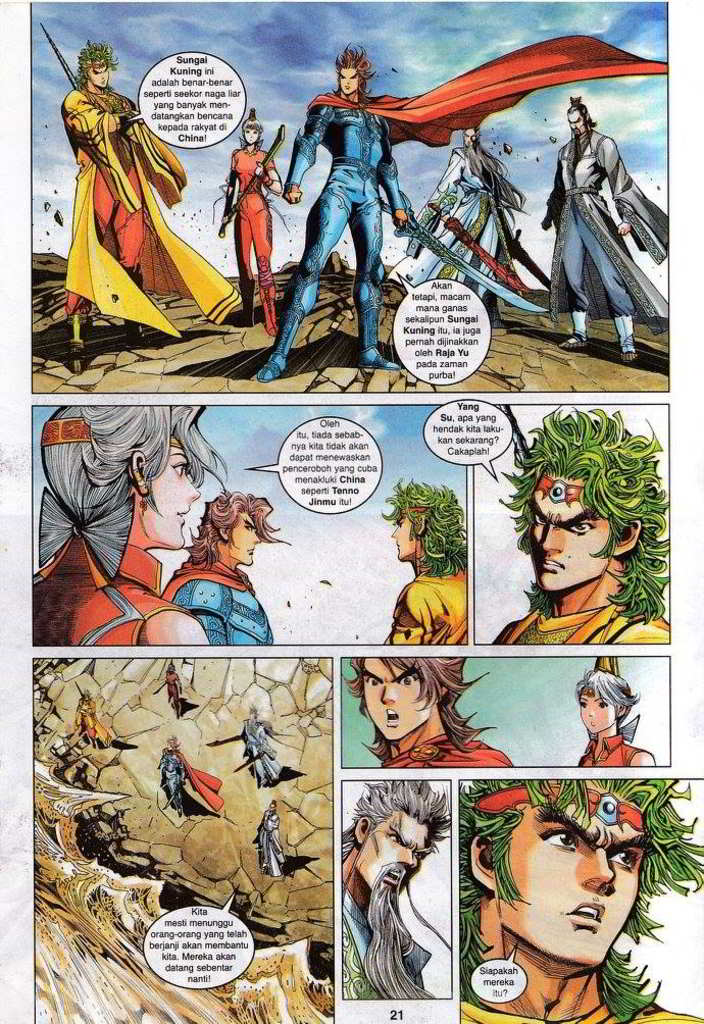 Sungai
Kuning ini
adalah benar-benar
seperti seekor naga liar
yang banyak men-
datangkan bencana
kepada rakyat di
China!
Akan
tetapi, macam
mana ganas
sekalipun Sungai
Kuning itu, ia juga
pernah dijinakkan
oleh Raja Yu
pada zaman
purba!
Oleh
itu, tiada sebab-
nya kita tidak akan
dapat menewaskan
penceroboh yang cuba
menakluki China
seperti Tenno
Jinmu itu!
Yang
Su, apa yang
hendak kita laku-
kan sekarang?
Cakaplah!
Kita
mesti menunggu
orang-orang yang telah
berjanji akan membantu
kita. Mereka akan
datang sebentar
nanti!
Siapakah
mereka
itu?
21